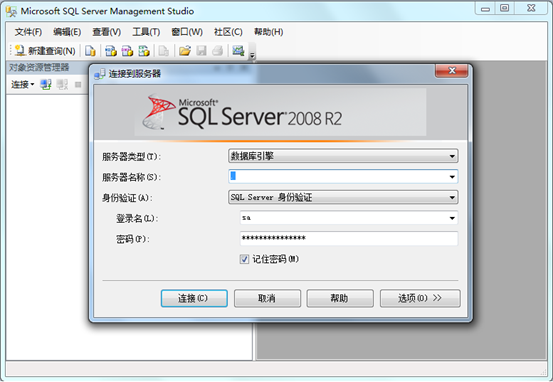 Microsoft SQL Server Management Studio
文件(F) 编辑(E) 查看(V) 工具(T) 窗口(W) 社区(C) 帮助(H)
新建查询(N)
对象资源管理器
连接
连接到服务器
Microsoft
SQL Server 2008 R2
服务器类型(T): 数据库引擎
服务器名称(S):
身份验证(A): SQL Server 身份验证
登录名(L): sa
密码(P): ***************
记住密码(M)
连接(C) 取消 帮助 选项(O) >>